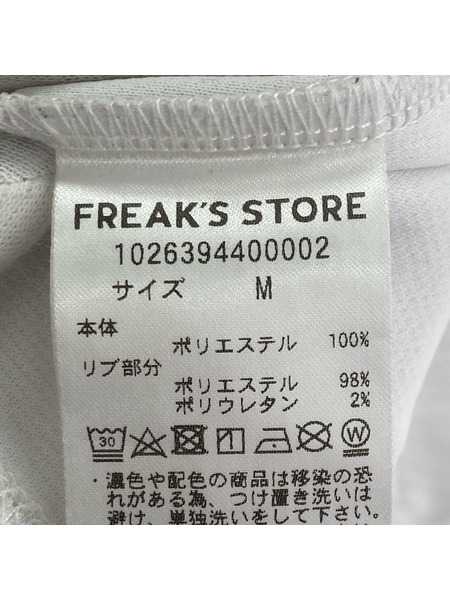 FREAK'S STORE
1026394400002
サイズ M
本体
ポリエステル 100%
リブ部分
ポリエステル 98%
ポリウレタン 2%
30 W
・濃色や配色の商品は移染の恐
れがある為、つけ置き洗いは
避け、単独洗いをして下さい。